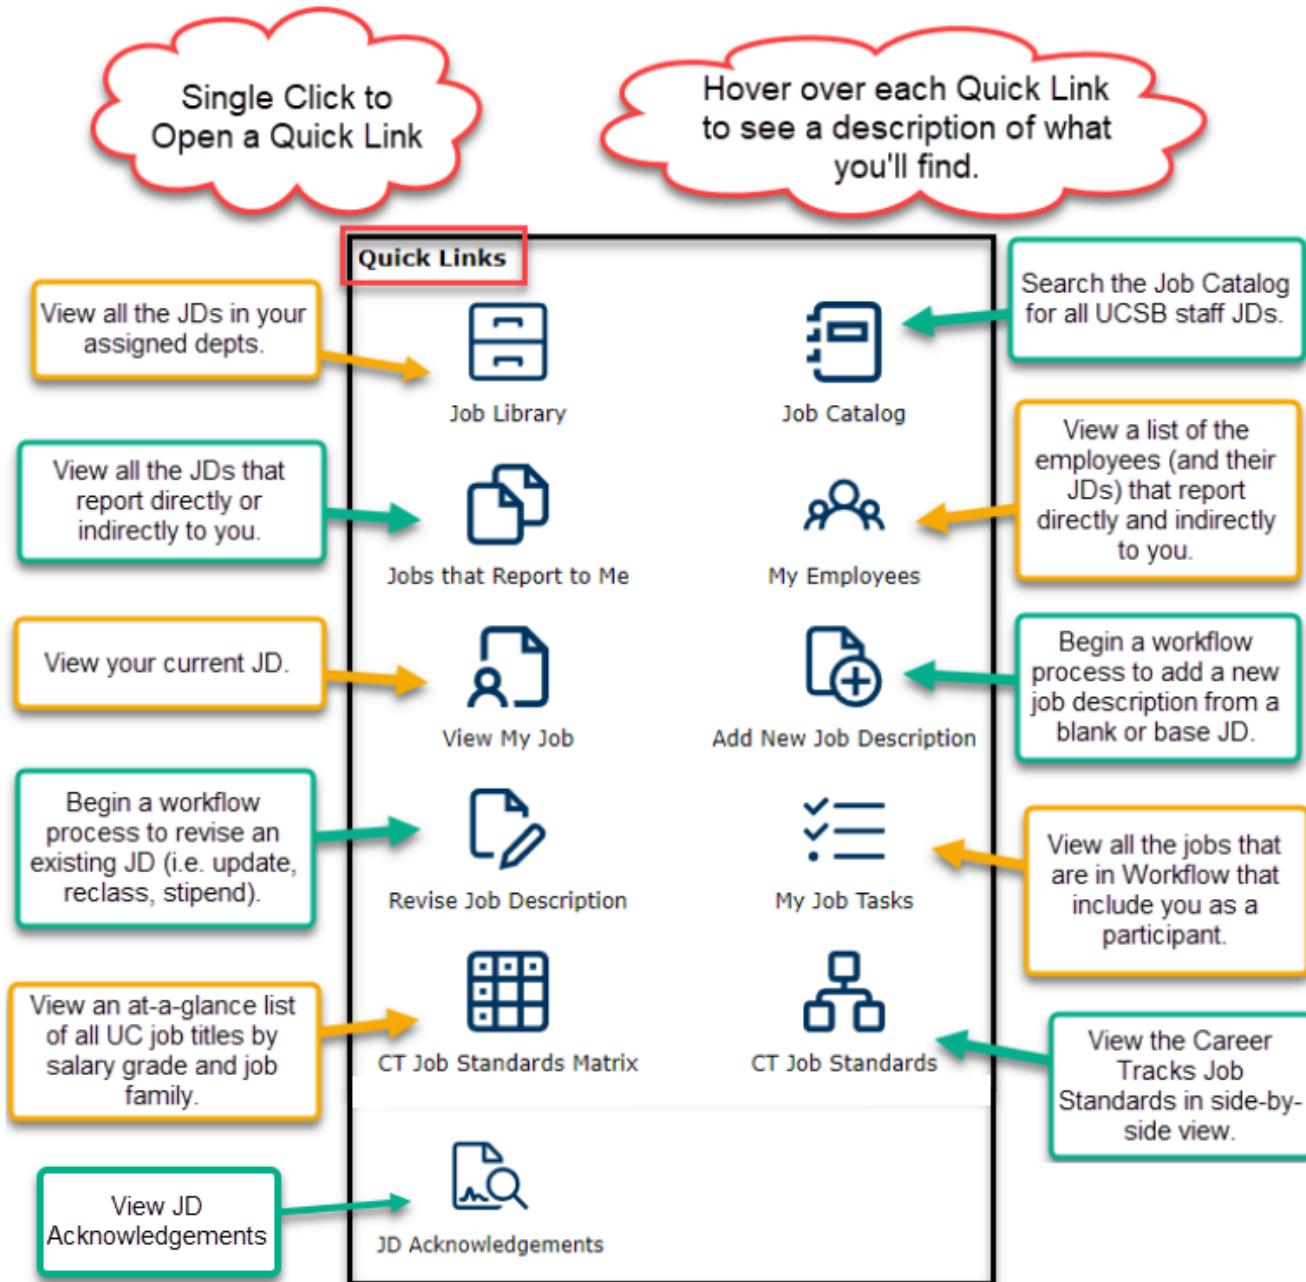 Single Click to
Open a Quick Link
Hover over each Quick Link
to see a description of what
you'll find.
Quick Links
View all the JDs in your
assigned depts.
Job Library
Job Catalog
Search the Job Catalog
for all UCSB staff JDs.
View all the JDs that
report directly or
indirectly to you.
Jobs that Report to Me
My Employees
View a list of the
employees (and their
JDs) that report
directly and indirectly
to you.
View your current JD.
View My Job
Add New Job Description
Begin a workflow
process to add a new
job description from a
blank or base JD.
Begin a workflow
process to revise an
existing JD (i.e. update,
reclass, stipend).
Revise Job Description
My Job Tasks
View all the jobs that
are in Workflow that
include you as a
participant.
View an at-a-glance list
of all UC job titles by
salary grade and job
family.
CT Job Standards Matrix
CT Job Standards
View the Career
Tracks Job
Standards in side-by-
side view.
View JD
Acknowledgements
JD Acknowledgements